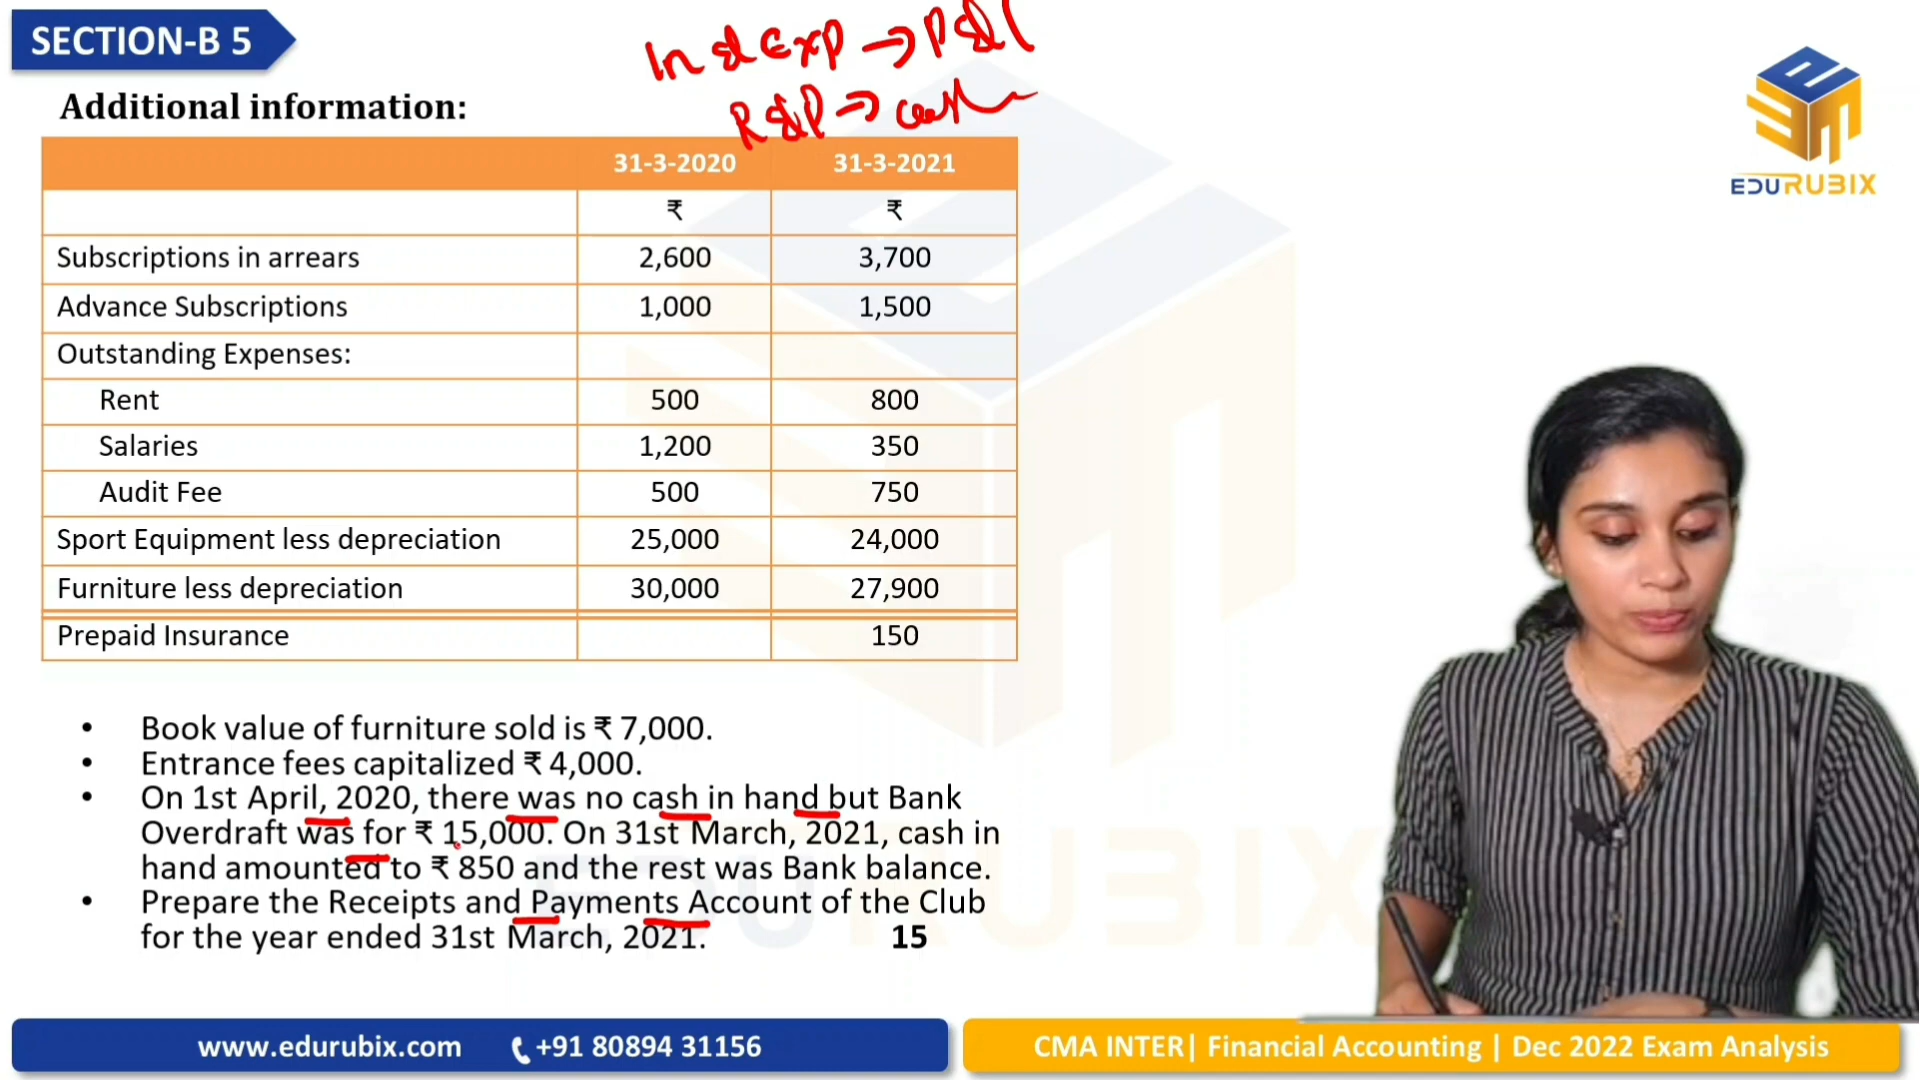 SECTION-B 5
In & Exp → P&L
R&P → cash
EDURUBIX
Additional information:
31-3-2020 31-3-2021
₹ ₹
Subscriptions in arrears 2,600 3,700
Advance Subscriptions 1,000 1,500
Outstanding Expenses:
Rent 500 800
Salaries 1,200 350
Audit Fee 500 750
Sport Equipment less depreciation 25,000 24,000
Furniture less depreciation 30,000 27,900
Prepaid Insurance 150
• Book value of furniture sold is ₹ 7,000.
• Entrance fees capitalized ₹ 4,000.
• On 1st April, 2020, there was no cash in hand but Bank
Overdraft was for ₹ 15,000. On 31st March, 2021, cash in
hand amounted to ₹ 850 and the rest was Bank balance.
• Prepare the Receipts and Payments Account of the Club
for the year ended 31st March, 2021. 15
EDURUBIX
www.edurubix.com +91 80894 31156
CMA INTER| Financial Accounting | Dec 2022 Exam Analysis